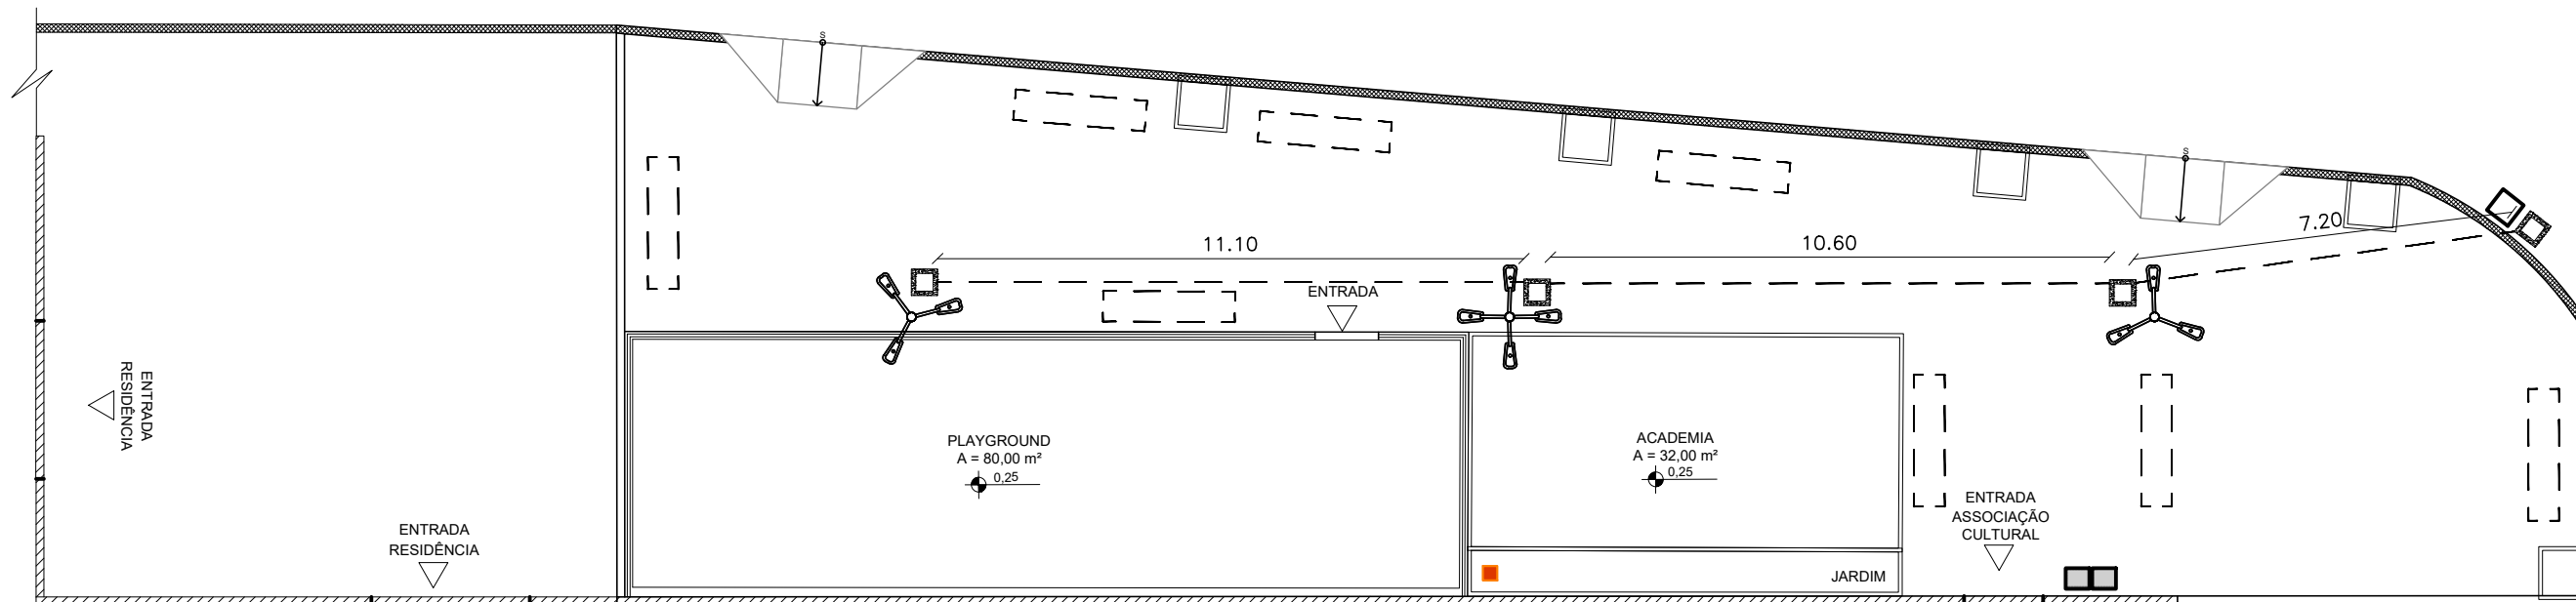 S
S
7.20
11.10
10.60
ENTRADA
ENTRADA
RESIDÊNCIA
PLAYGROUND
A = 80,00 m²
0,25
ACADEMIA
A = 32,00 m²
0,25
ENTRADA
ASSOCIAÇÃO
CULTURAL
ENTRADA
RESIDÊNCIA
JARDIM